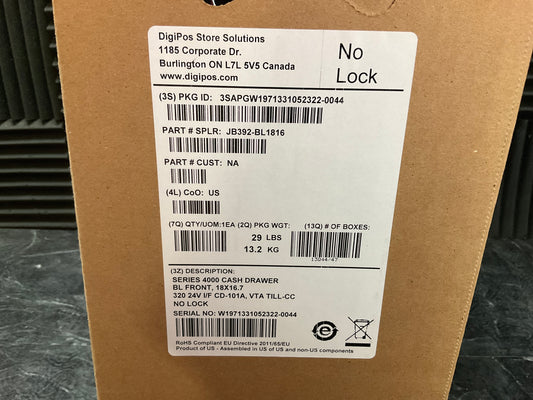 DigiPos Store Solutions
1185 Corporate Dr.
Burlington ON L7L 5V5 Canada
www.digipos.com
No
Lock
(3S) PKG ID: 3SAPGW1971331052322-0044
PART # SPLR: JB392-BL1816
PART # CUST: NA
(4L) CoO: US
(7Q) QTY/UOM:1EA (2Q) PKG WGT: (13Q) # OF BOXES:
29 LBS
13.2 KG
13044/47
(3Z) DESCRIPTION:
SERIES 4000 CASH DRAWER
BL FRONT, 18X16.7
320 24V I/F CD-101A, VTA TILL-CC
NO LOCK
SERIAL NO: W1971331052322-0044
RoHS Compliant EU Directive 2011/65/EU
Product of US - Assembled in US of US and non-US components